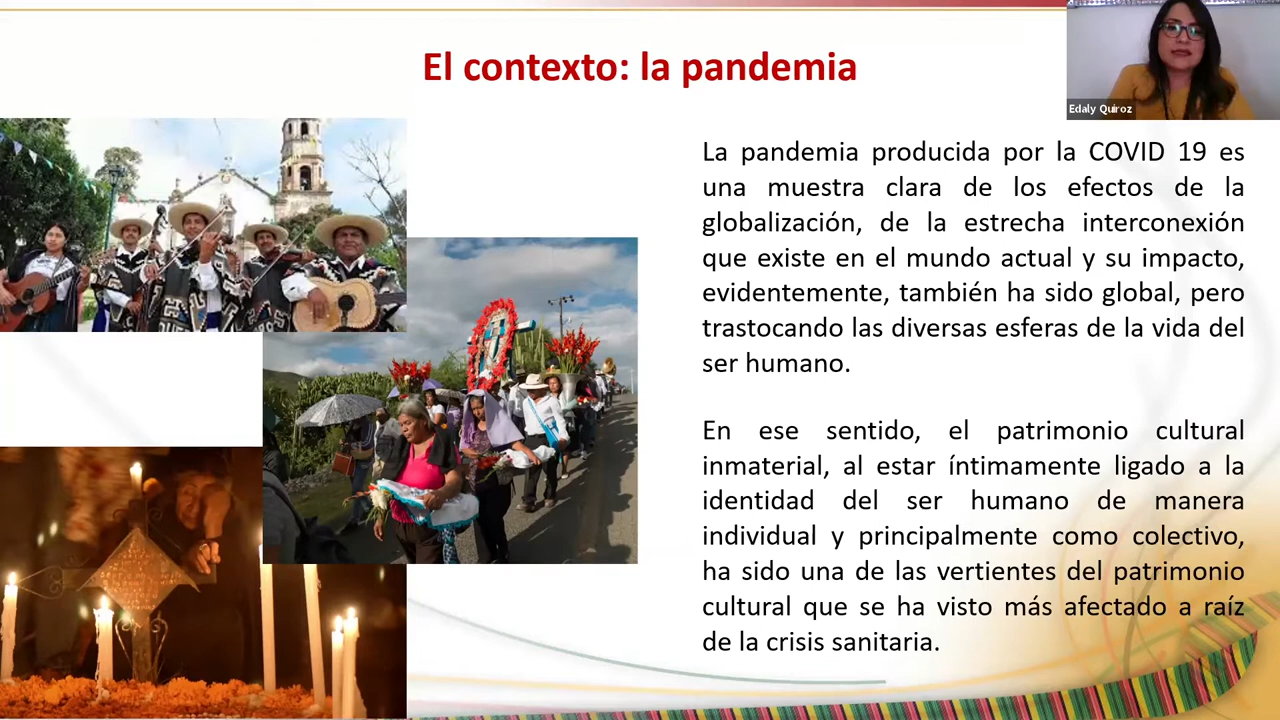 El contexto: la pandemia
Edaly Quiroz
La pandemia producida por la COVID 19 es
una muestra clara de los efectos de la
globalización, de la estrecha interconexión
que existe en el mundo actual y su impacto,
evidentemente, también ha sido global, pero
trastocando las diversas esferas de la vida del
ser humano.
En ese sentido, el patrimonio cultural
inmaterial, al estar íntimamente ligado a la
identidad del ser humano de manera
individual y principalmente como colectivo,
ha sido una de las vertientes del patrimonio
cultural que se ha visto más afectado a raíz
de la crisis sanitaria.